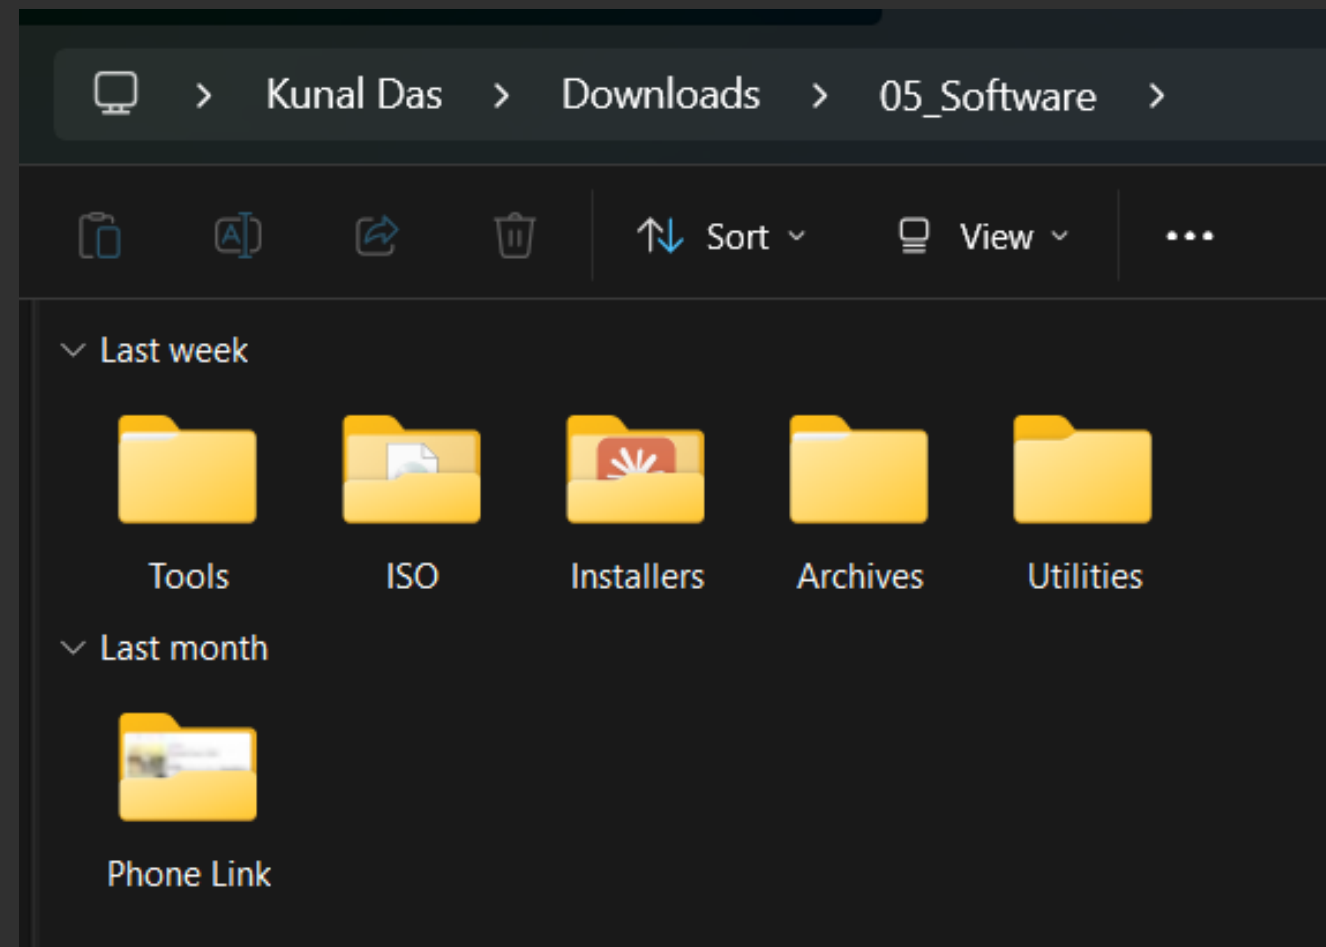 Kunal Das > Downloads > 05_Software >
Sort View
Last week
Tools ISO Installers Archives Utilities
Last month
Phone Link